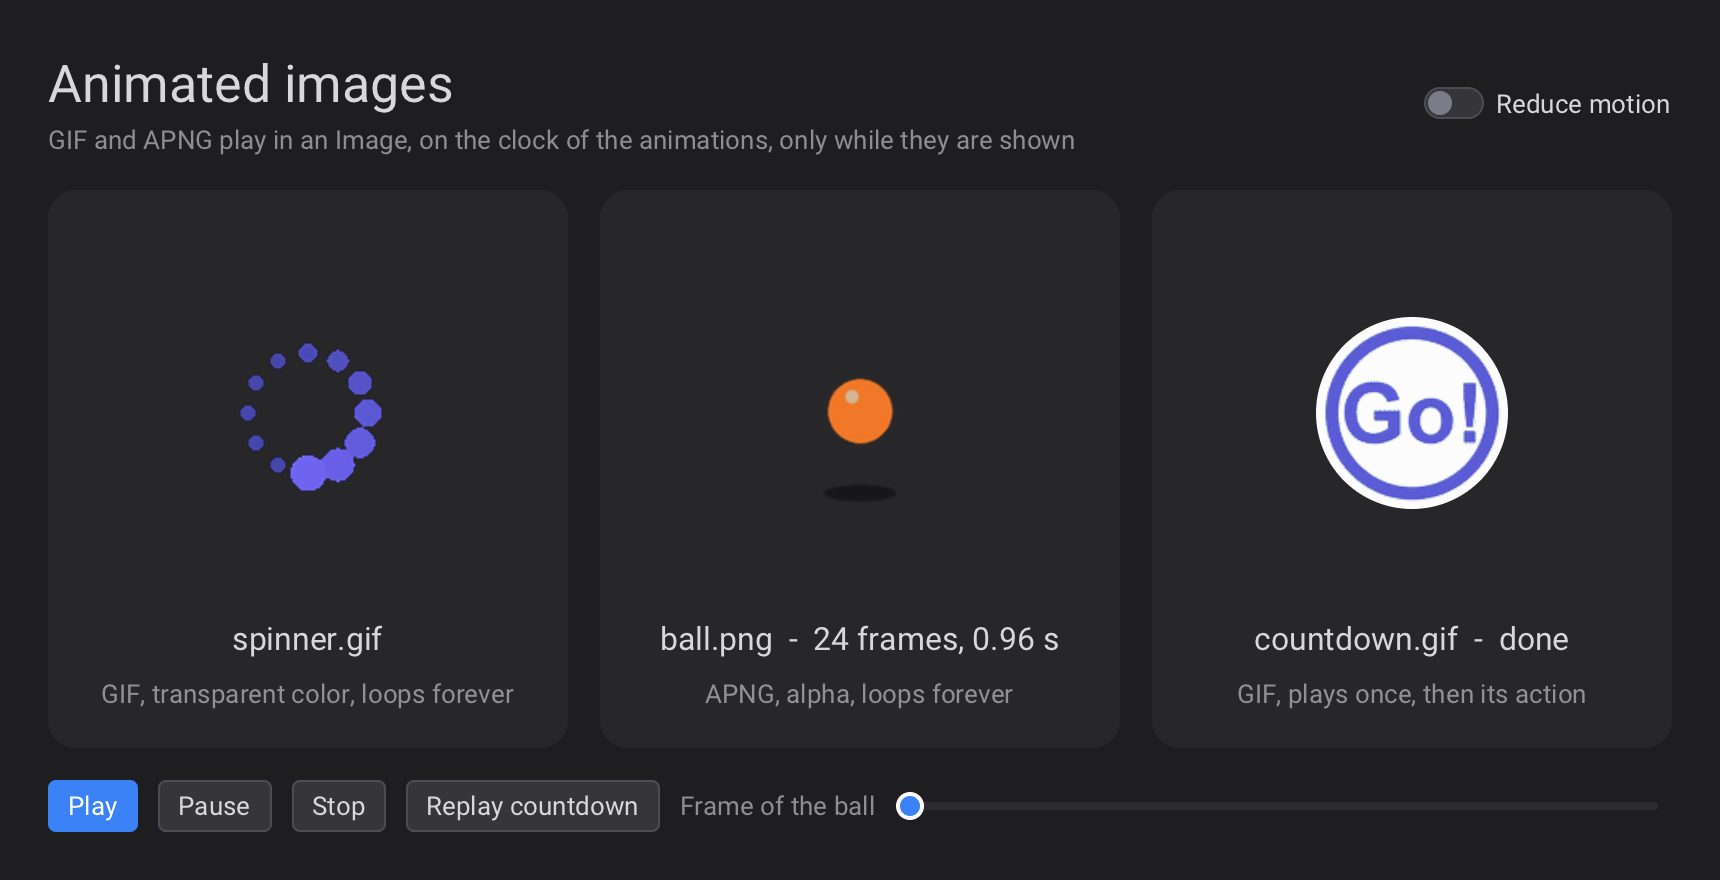 Animated images
Reduce motion
GIF and APNG play in an Image, on the clock of the animations, only while they are shown
Go!
spinner.gif
GIF, transparent color, loops forever
ball.png - 24 frames, 0.96 s
APNG, alpha, loops forever
countdown.gif - done
GIF, plays once, then its action
Play
Pause
Stop
Replay countdown
Frame of the ball